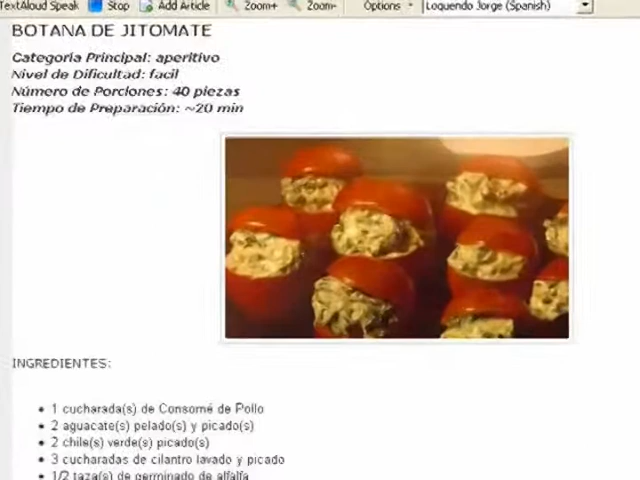 TextAloud Speak Stop Add Article Zoom+ Zoom- Options Loquendo Jorge (Spanish)
BOTANA DE JITOMATE
Categoria Principal: aperitivo
Nivel de Dificultad: facil
Número de Porciones: 40 piezas
Tiempo de Preparación: ~20 min
INGREDIENTES:
1 cucharada(s) de Consomé de Pollo
2 aguacate(s) pelado(s) y picado(s)
2 chile(s) verde(s) picado(s)
3 cucharadas de cilantro lavado y picado
1/2 taza(s) de germinado de alfalfa